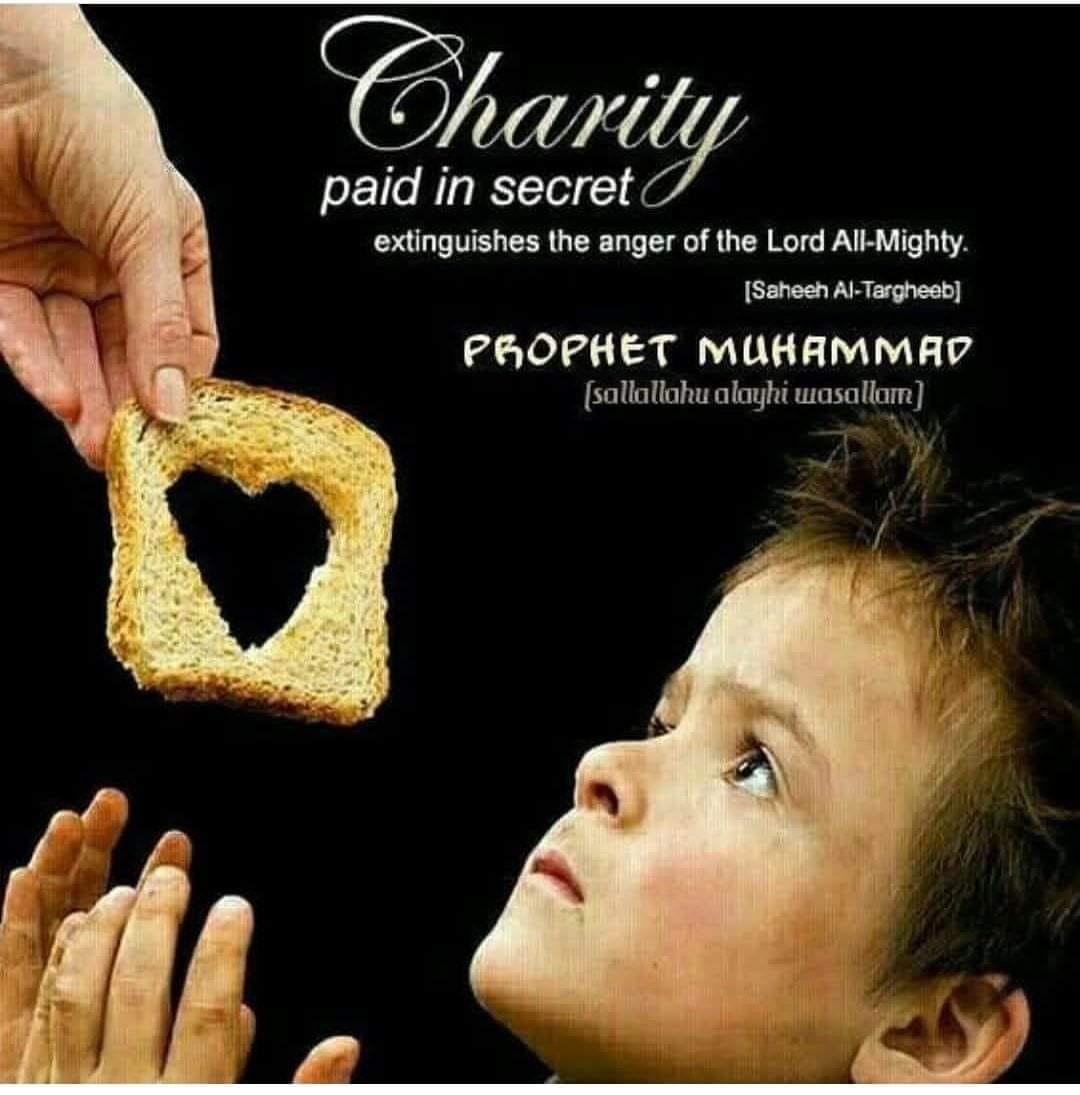 Charity
paid in secret
extinguishes the anger of the Lord All-Mighty.
[Saheeh Al-Targheeb]
PROPHET MUHAMMAD
[sallallahu alayhi wasallam]